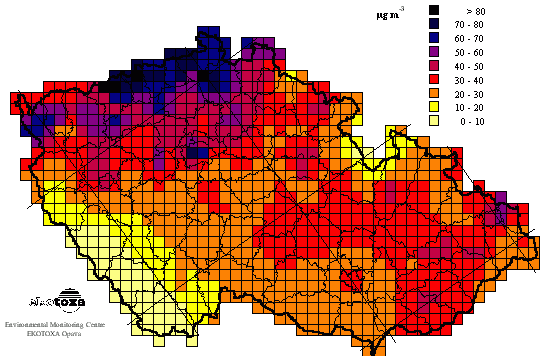 µg m⁻³
> 80
70 - 80
60 - 70
50 - 60
40 - 50
30 - 40
20 - 30
10 - 20
0 - 10
ekotoxa
Environmental Monitoring Centre
EKOTOXA Opava